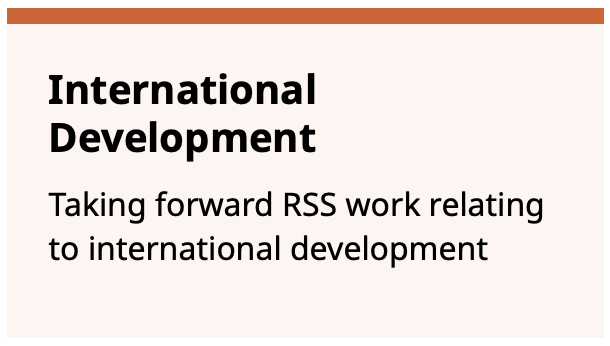 International
Development
Taking forward RSS work relating
to international development